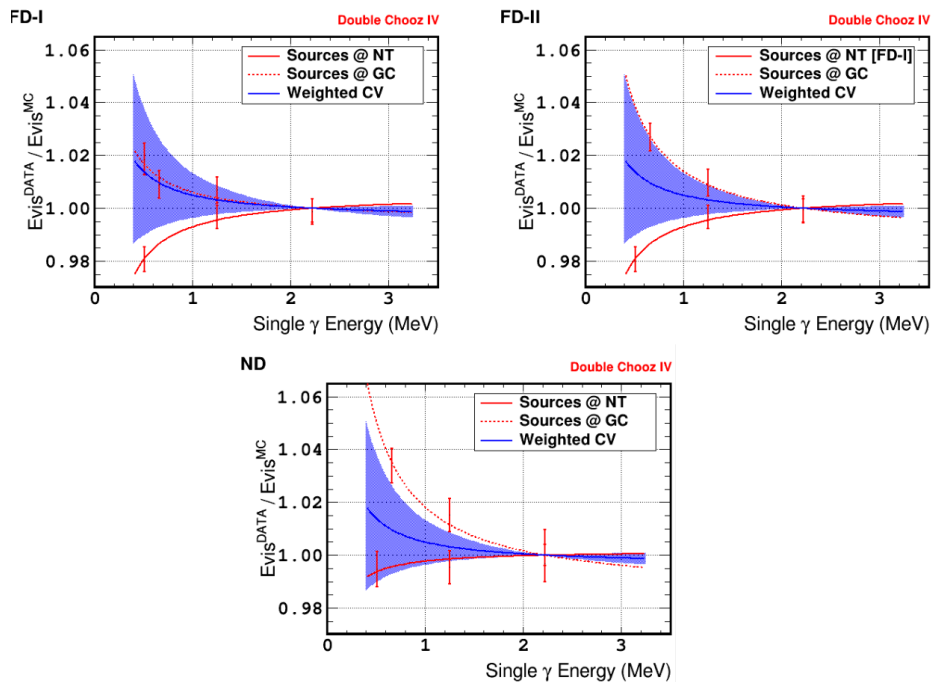 FD-I
Double Chooz IV
Sources @ NT
Sources @ GC
Weighted CV
Evis^DATA / Evis^MC
1.06
1.04
1.02
1.00
0.98
0 1 2 3
Single γ Energy (MeV)
FD-II
Double Chooz IV
Sources @ NT [FD-I]
Sources @ GC
Weighted CV
Evis^DATA / Evis^MC
1.06
1.04
1.02
1.00
0.98
0 1 2 3
Single γ Energy (MeV)
ND
Double Chooz IV
Sources @ NT
Sources @ GC
Weighted CV
Evis^DATA / Evis^MC
1.06
1.04
1.02
1.00
0.98
0 1 2 3
Single γ Energy (MeV)